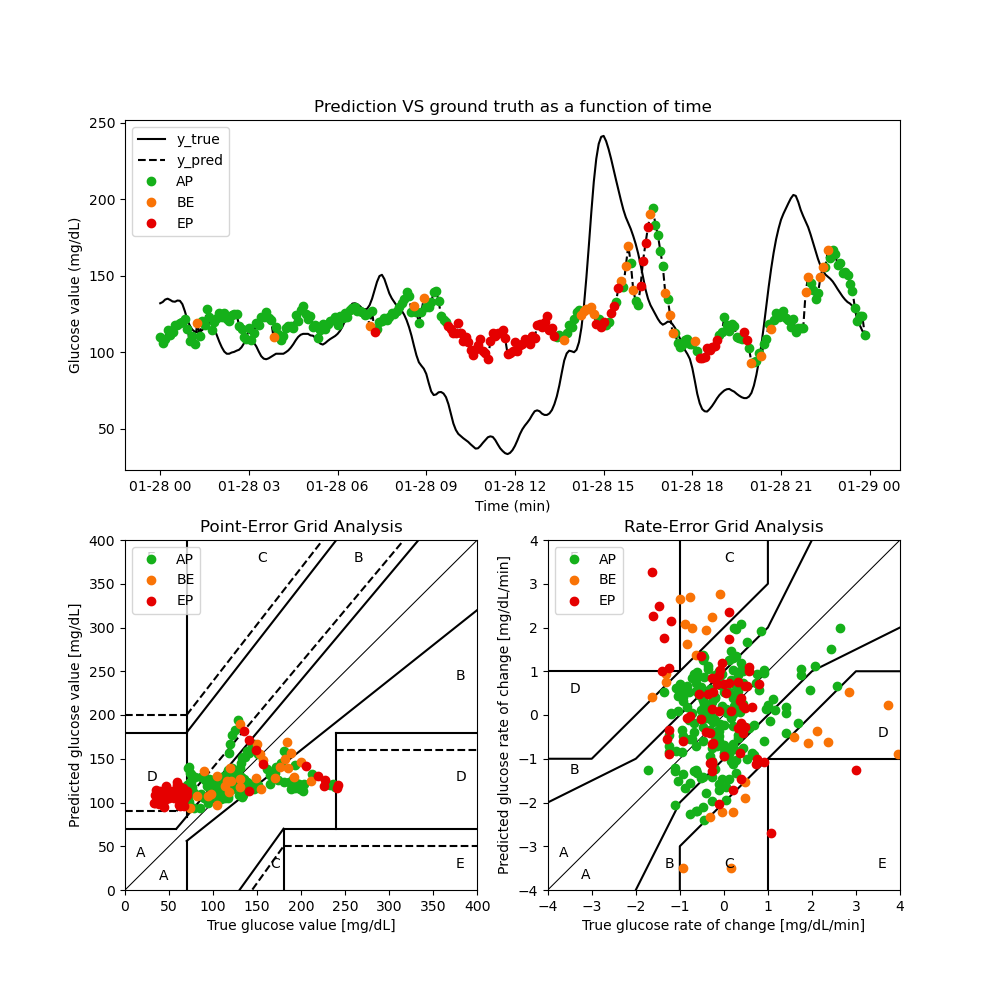 Prediction VS ground truth as a function of time
250
200
150
100
50
Glucose value (mg/dL)
y_true
y_pred
AP
BE
EP
01-28 00 01-28 03 01-28 06 01-28 09 01-28 12 01-28 15 01-28 18 01-28 21 01-29 00
Time (min)
Point-Error Grid Analysis
400
350
300
250
200
150
100
50
0
Predicted glucose value [mg/dL]
AP
BE
EP
C
B
B
D
D
A
A
C
E
0 50 100 150 200 250 300 350 400
True glucose value [mg/dL]
Rate-Error Grid Analysis
4
3
2
1
0
−1
−2
−3
−4
Predicted glucose rate of change [mg/dL/min]
AP
BE
EP
C
D
D
B
A
A
B
C
E
−4 −3 −2 −1 0 1 2 3 4
True glucose rate of change [mg/dL/min]